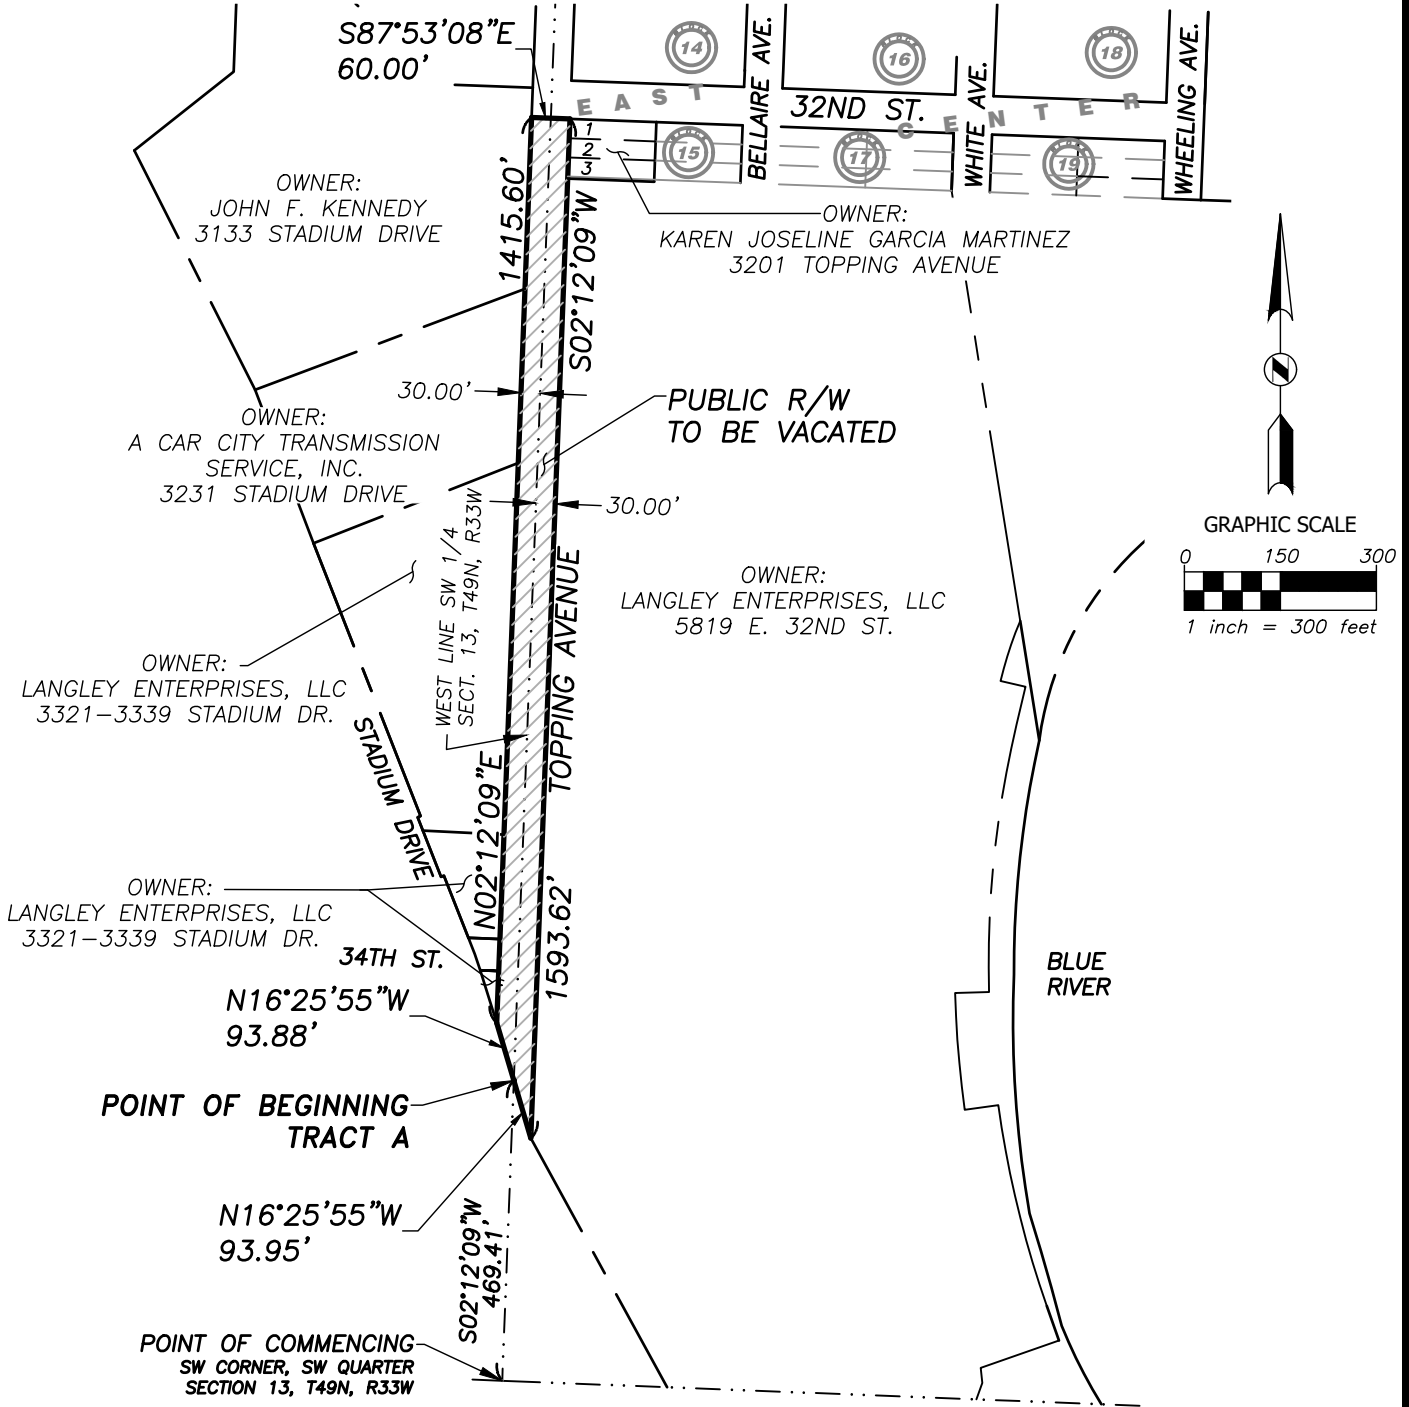 S87°53'08"E
60.00'
BELLAIRE AVE.
WHITE AVE.
WHEELING AVE.
BLOCK 14
BLOCK 16
BLOCK 18
EAST CENTER
32ND ST.
1
2
3
BLOCK 15
BLOCK 17
BLOCK 19
OWNER:
JOHN F. KENNEDY
3133 STADIUM DRIVE
1415.60'
S02°12'09"W
OWNER:
KAREN JOSELINE GARCIA MARTINEZ
3201 TOPPING AVENUE
30.00'
PUBLIC R/W
TO BE VACATED
OWNER:
A CAR CITY TRANSMISSION
SERVICE, INC.
3231 STADIUM DRIVE
30.00'
WEST LINE SW 1/4
SECT. 13, T49N, R33W
TOPPING AVENUE
GRAPHIC SCALE
0 150 300
1 inch = 300 feet
OWNER:
LANGLEY ENTERPRISES, LLC
5819 E. 32ND ST.
OWNER:
LANGLEY ENTERPRISES, LLC
3321-3339 STADIUM DR.
STADIUM DRIVE
N02°12'09"E
OWNER:
LANGLEY ENTERPRISES, LLC
3321-3339 STADIUM DR.
34TH ST.
1593.62'
BLUE
RIVER
N16°25'55"W
93.88'
POINT OF BEGINNING
TRACT A
N16°25'55"W
93.95'
S02°12'09"W
469.41'
POINT OF COMMENCING
SW CORNER, SW QUARTER
SECTION 13, T49N, R33W